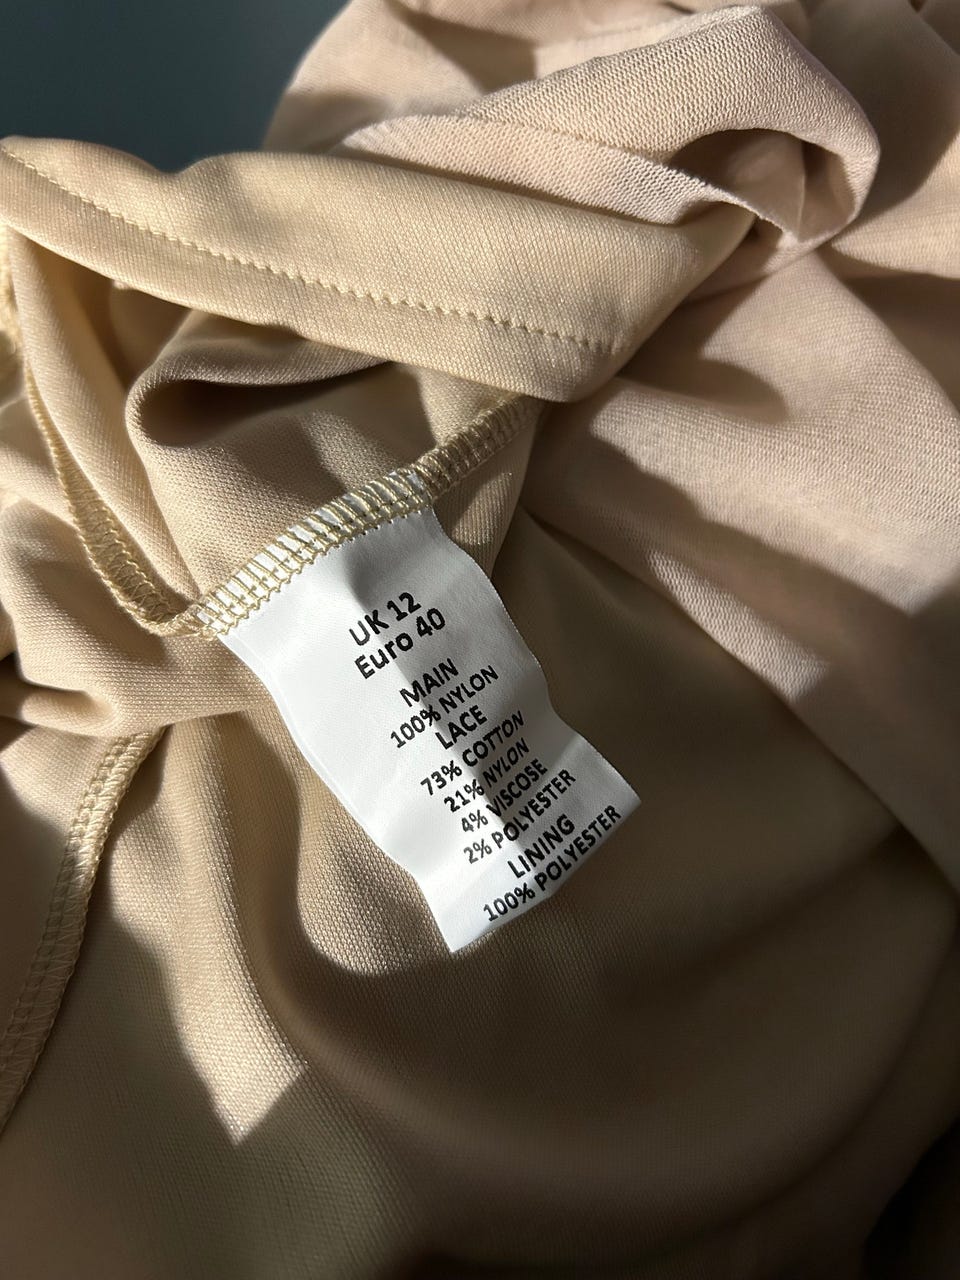 UK 12
Euro 40
MAIN
100% NYLON
LACE
73% COTTON
21% NYLON
4% VISCOSE
2% POLYESTER
LINING
100% POLYESTER